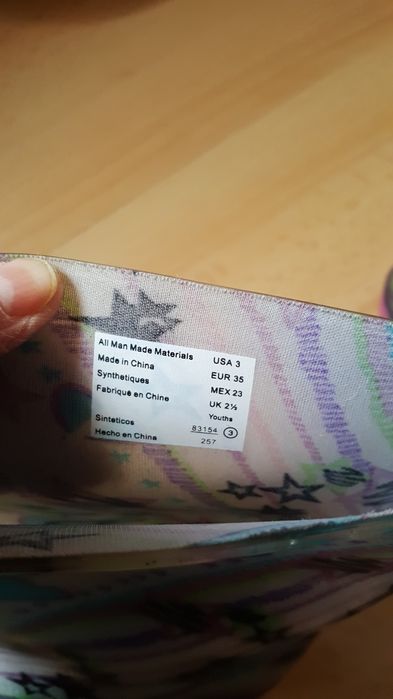 All Man Made Materials USA 3
Made in China EUR 35
Synthetiques MEX 23
Fabriqué en Chine UK 2½
Youths
Sinteticos 83154 3
Hecho en China 257